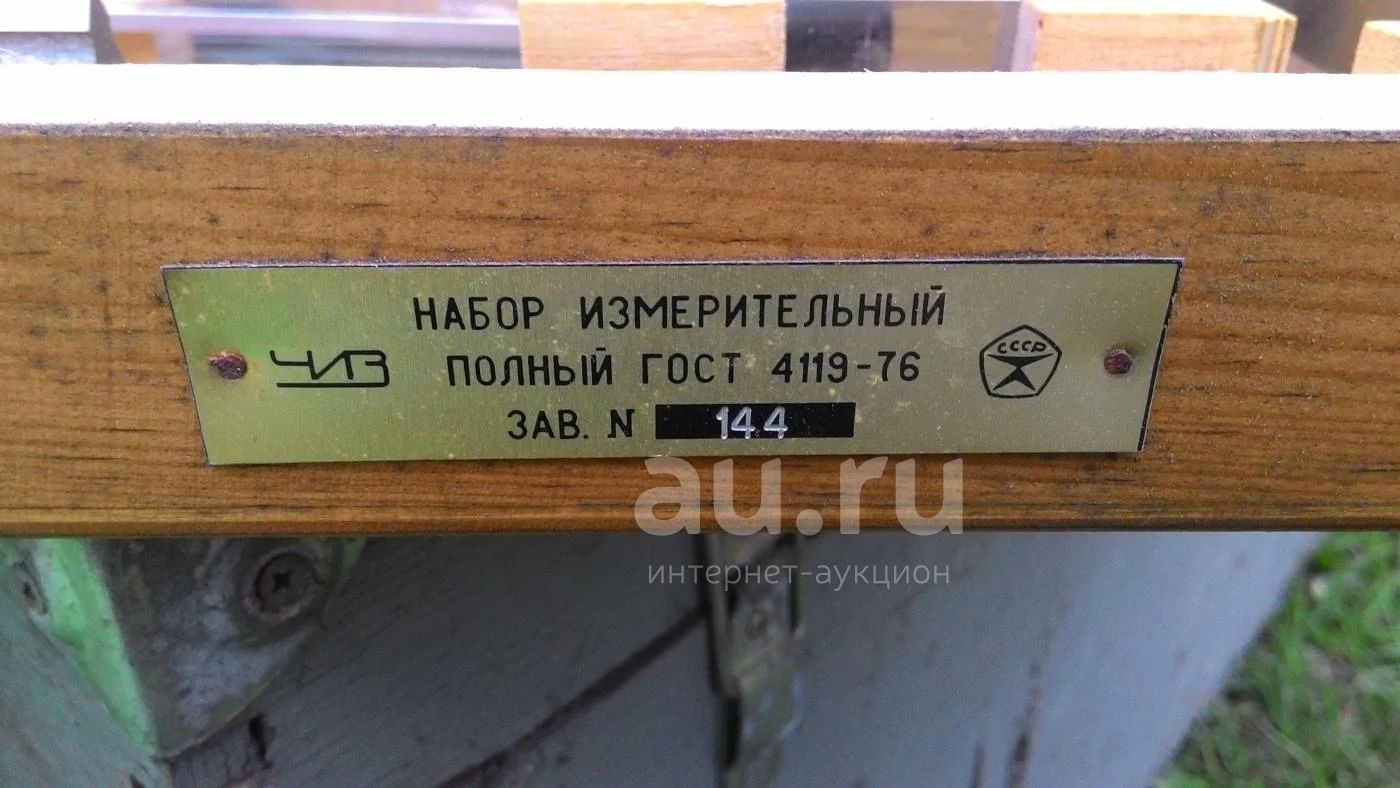 НАБОР ИЗМЕРИТЕЛЬНЫЙ
ЧИЗ ПОЛНЫЙ ГОСТ 4119-76 СССР
ЗАВ. N 144
au.ru
интернет-аукцион